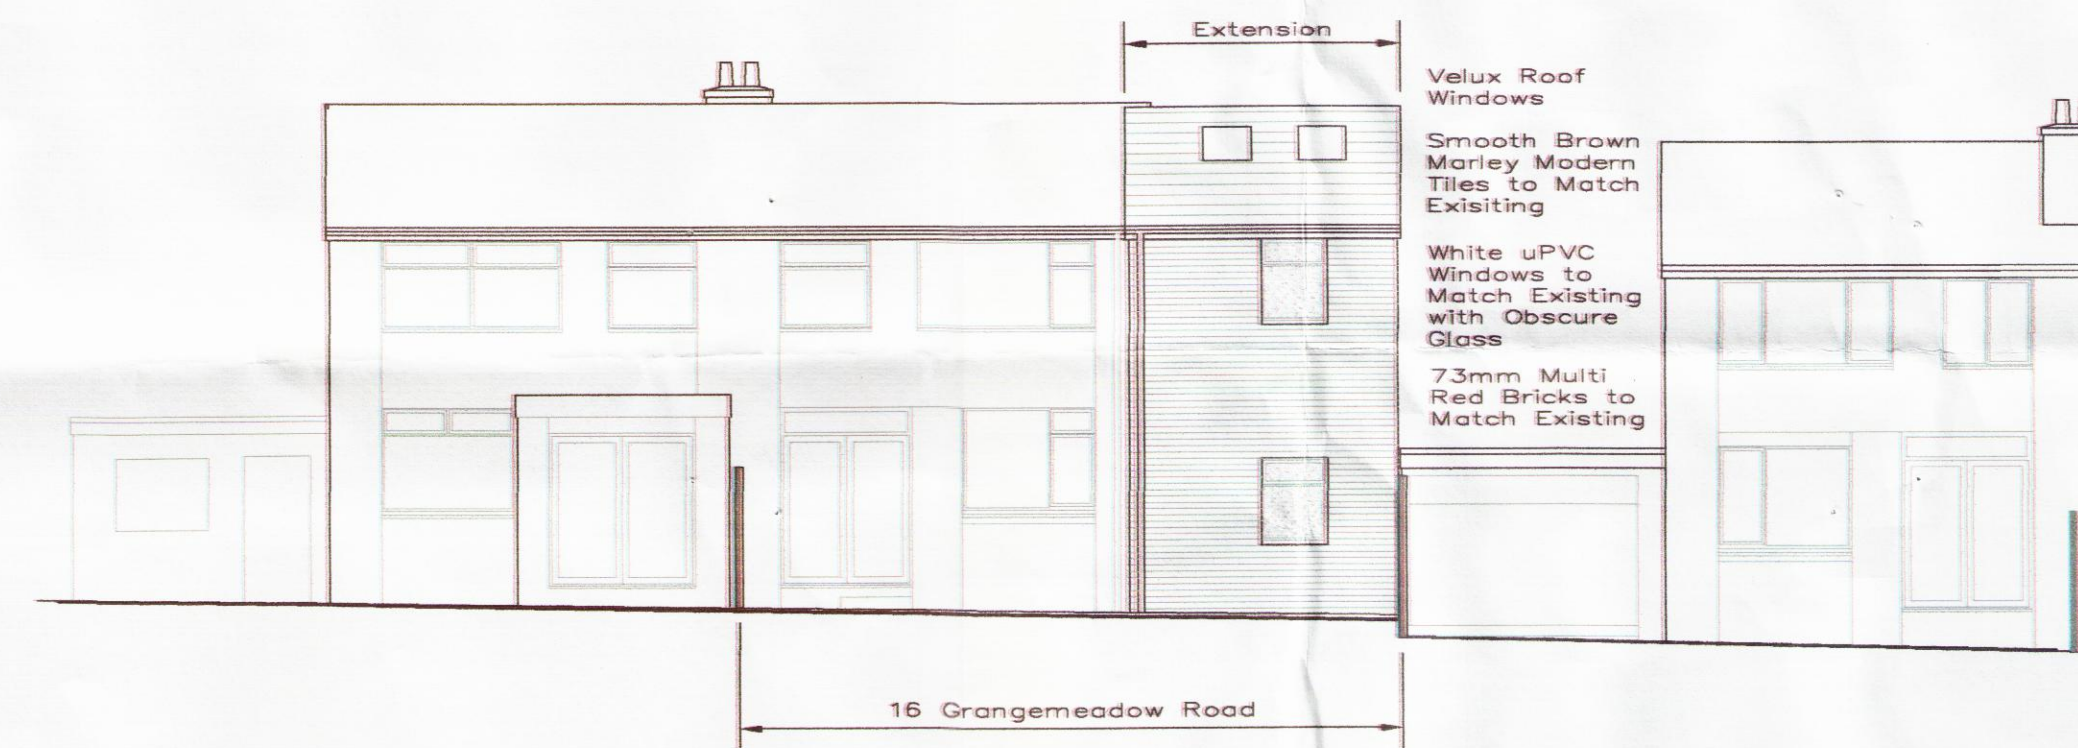 Extension
Velux Roof
Windows
Smooth Brown
Marley Modern
Tiles to Match
Exisiting
White uPVC
Windows to
Match Existing
with Obscure
Glass
73mm Multi
Red Bricks to
Match Existing
16 Grangemeadow Road